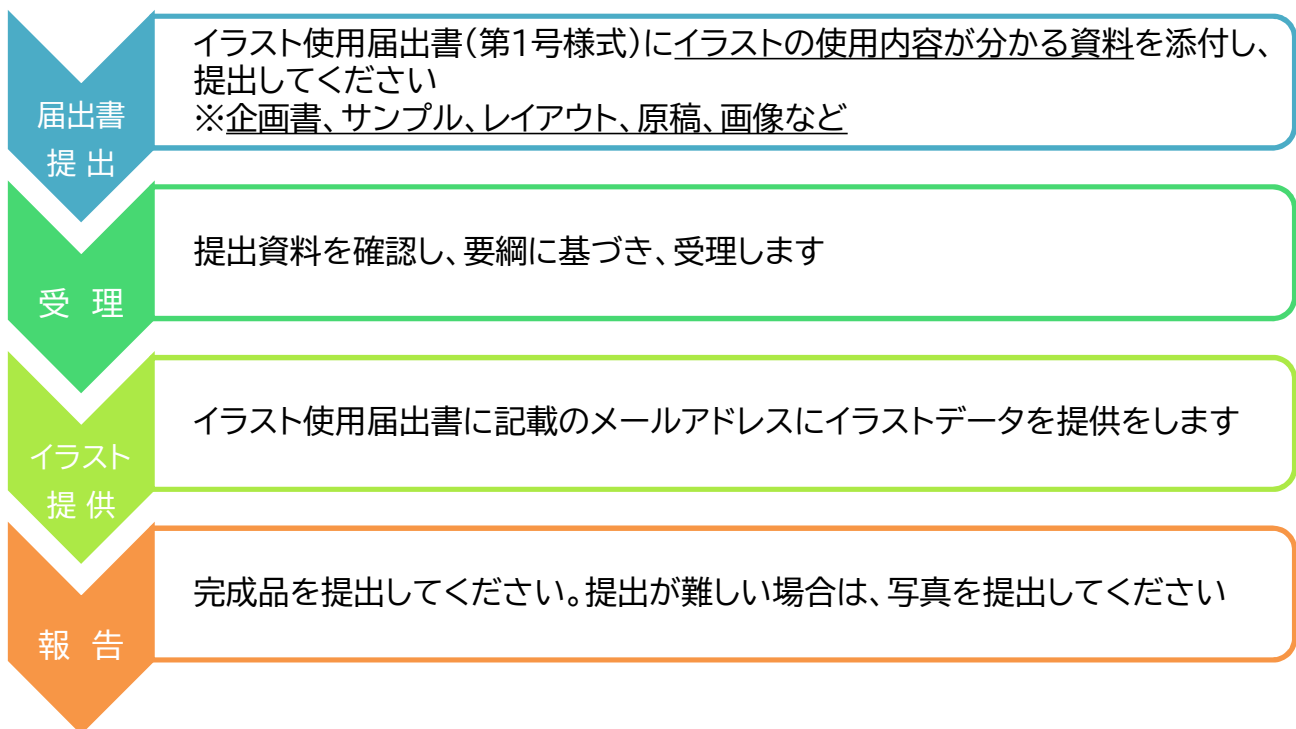 届出書
提 出
イラスト使用届出書(第1号様式)にイラストの使用内容が分かる資料を添付し、
提出してください
※企画書、サンプル、レイアウト、原稿、画像など
受 理
提出資料を確認し、要綱に基づき、受理します
イラスト
提 供
イラスト使用届出書に記載のメールアドレスにイラストデータを提供をします
報 告
完成品を提出してください。提出が難しい場合は、写真を提出してください